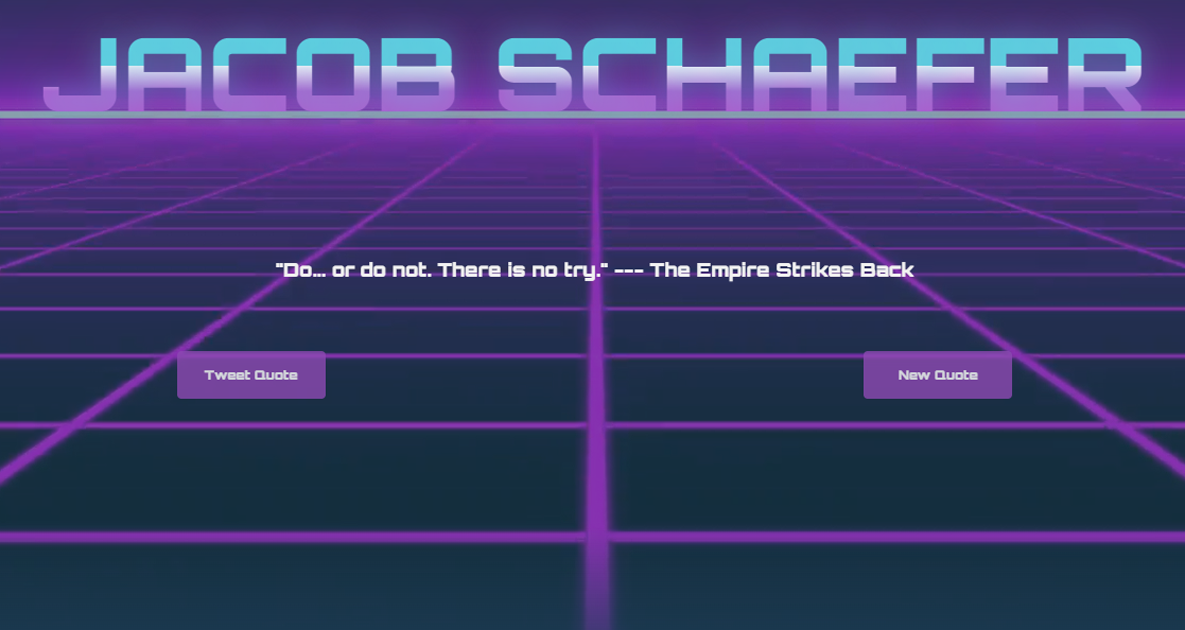 JACOB SCHAEFER
"Do... or do not. There is no try." --- The Empire Strikes Back
Tweet Quote
New Quote